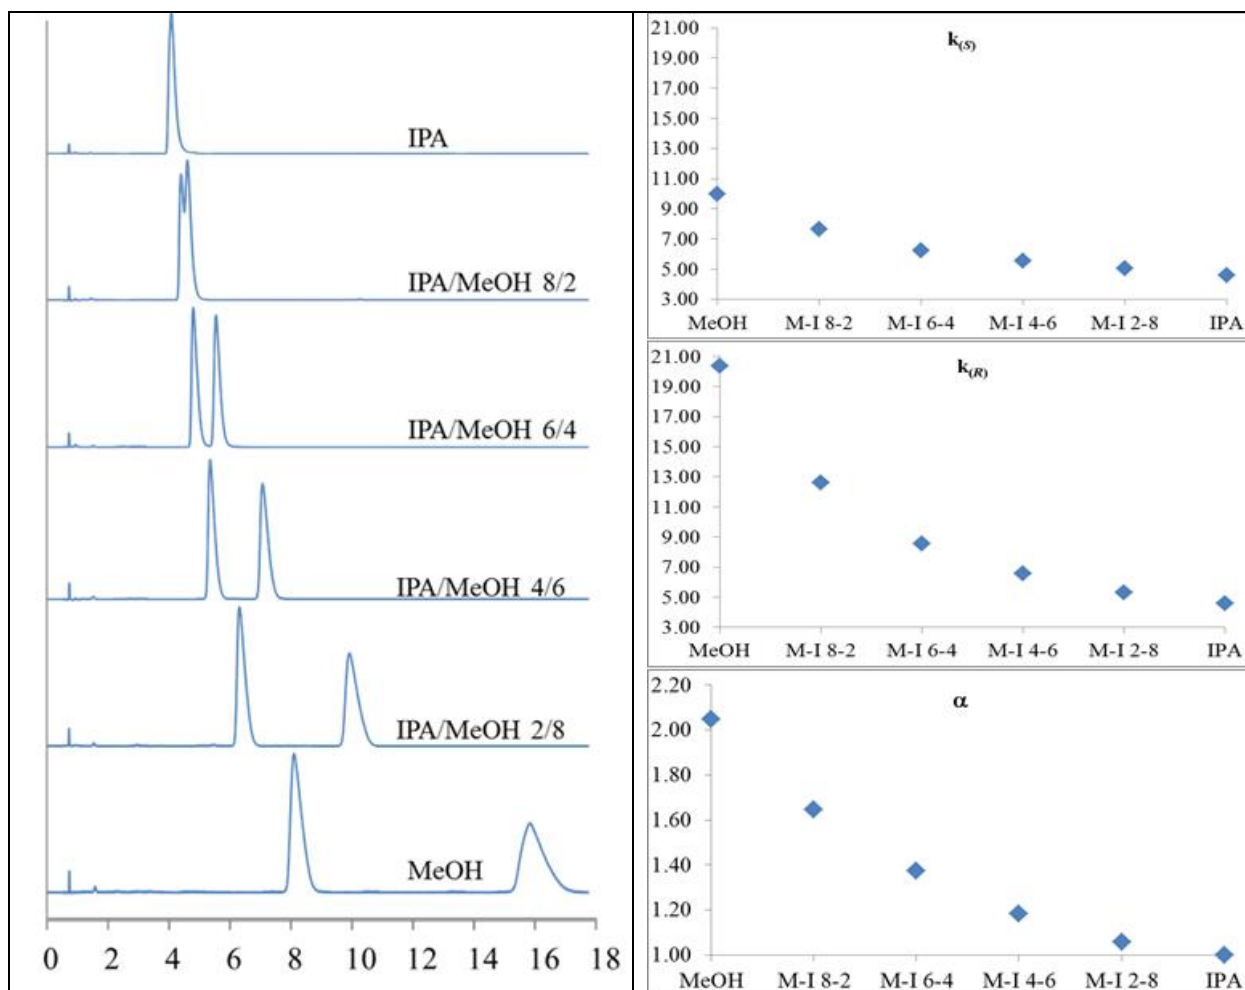 IPA
IPA/MeOH 8/2
IPA/MeOH 6/4
IPA/MeOH 4/6
IPA/MeOH 2/8
MeOH
0 2 4 6 8 10 12 14 16 18
k(S)
21.00
19.00
17.00
15.00
13.00
11.00
9.00
7.00
5.00
3.00
MeOH M-I 8-2 M-I 6-4 M-I 4-6 M-I 2-8 IPA
k(R)
21.00
19.00
17.00
15.00
13.00
11.00
9.00
7.00
5.00
3.00
MeOH M-I 8-2 M-I 6-4 M-I 4-6 M-I 2-8 IPA
α
2.20
2.00
1.80
1.60
1.40
1.20
1.00
MeOH M-I 8-2 M-I 6-4 M-I 4-6 M-I 2-8 IPA